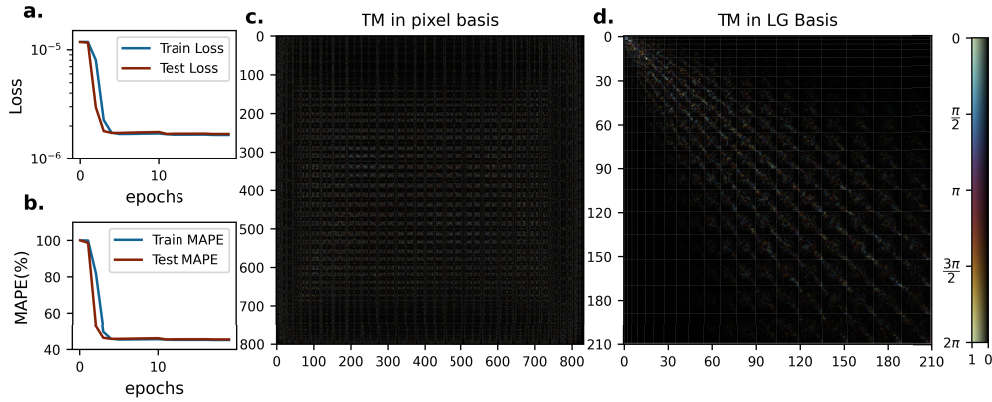 a.
10⁻⁵
10⁻⁶
Loss
Train Loss
Test Loss
0
10
epochs
b.
100
80
60
40
MAPE(%)
Train MAPE
Test MAPE
0
10
epochs
c.
TM in pixel basis
0
100
200
300
400
500
600
700
800
0 100 200 300 400 500 600 700 800
d.
TM in LG Basis
0
30
60
90
120
150
180
210
0 30 60 90 120 150 180 210
0
π/2
π
3π/2
2π
1 0